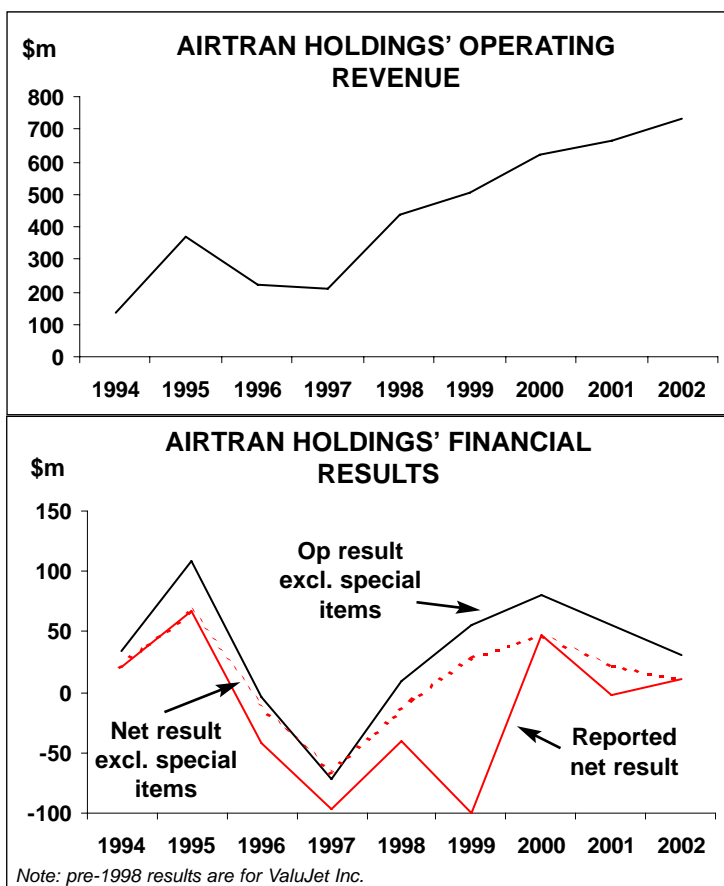 AIRTRAN HOLDINGS' OPERATING
REVENUE
$m
800
700
600
500
400
300
200
100
0
1994 1995 1996 1997 1998 1999 2000 2001 2002
AIRTRAN HOLDINGS' FINANCIAL
RESULTS
$m
150
100
50
0
-50
-100
Op result
excl. special
items
Net result
excl. special
items
Reported
net result
1994 1995 1996 1997 1998 1999 2000 2001 2002
Note: pre-1998 results are for ValuJet Inc.